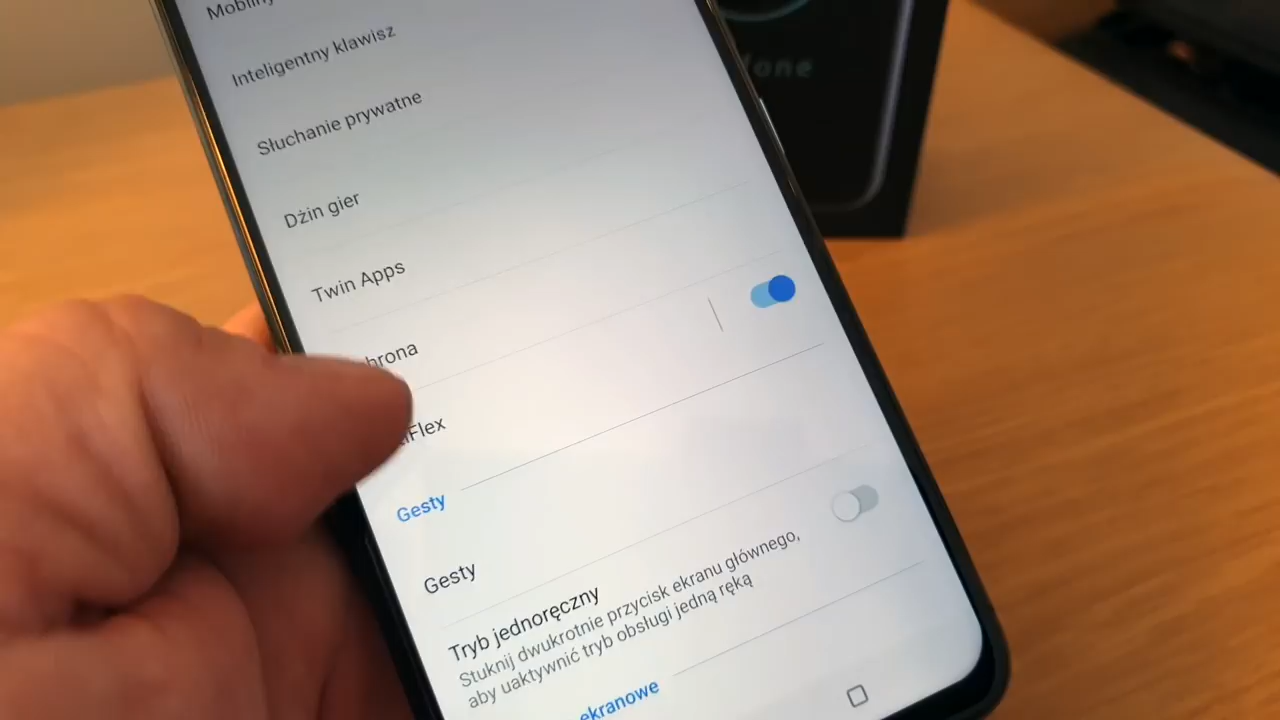 Inteligentny klawisz
Słuchanie prywatne
Dżin gier
Twin Apps
Gesty
Gesty
Tryb jednoręczny
Stuknij dwukrotnie przycisk ekranu głównego,
aby uaktywnić tryb obsługi jedną ręką
ekranowe